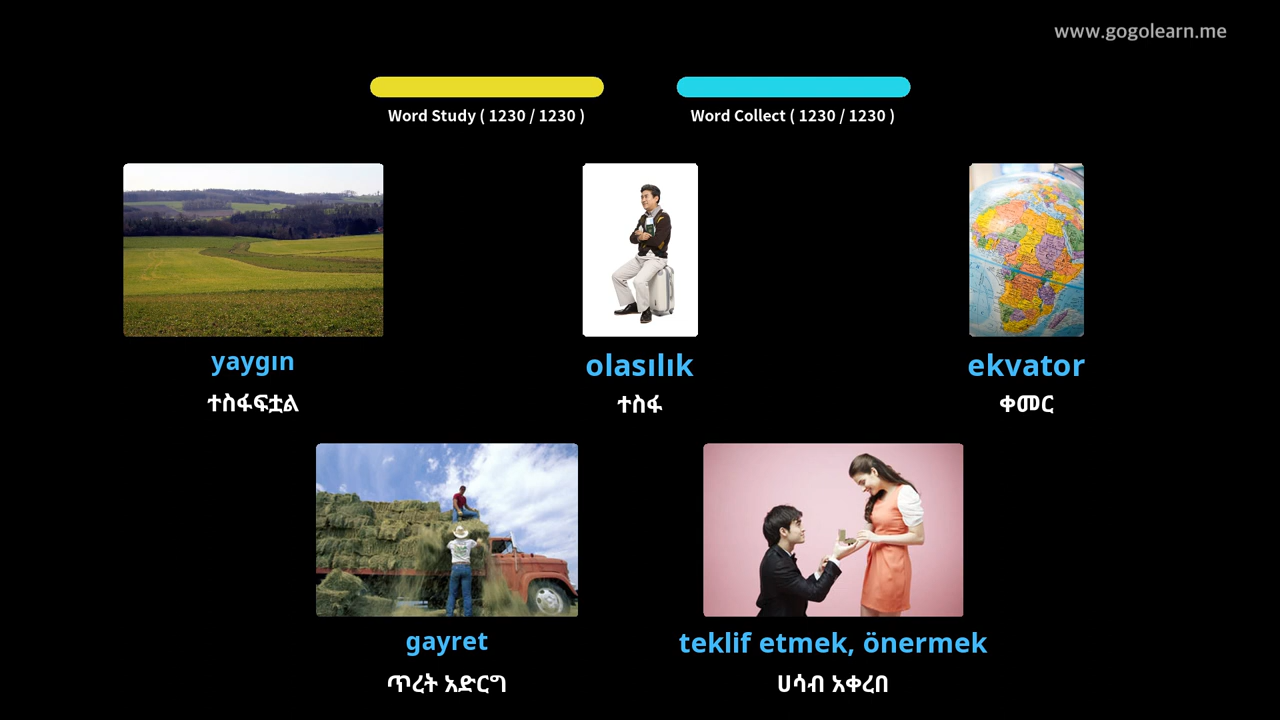 www.gogolearn.me
Word Study ( 1230 / 1230 )
Word Collect ( 1230 / 1230 )
yaygın
ተስፋፍቷል
olasılık
ተስፋ
ekvator
ቀመር
gayret
ጥረት አድርግ
teklif etmek, önermek
ሀሳብ አቀረበ